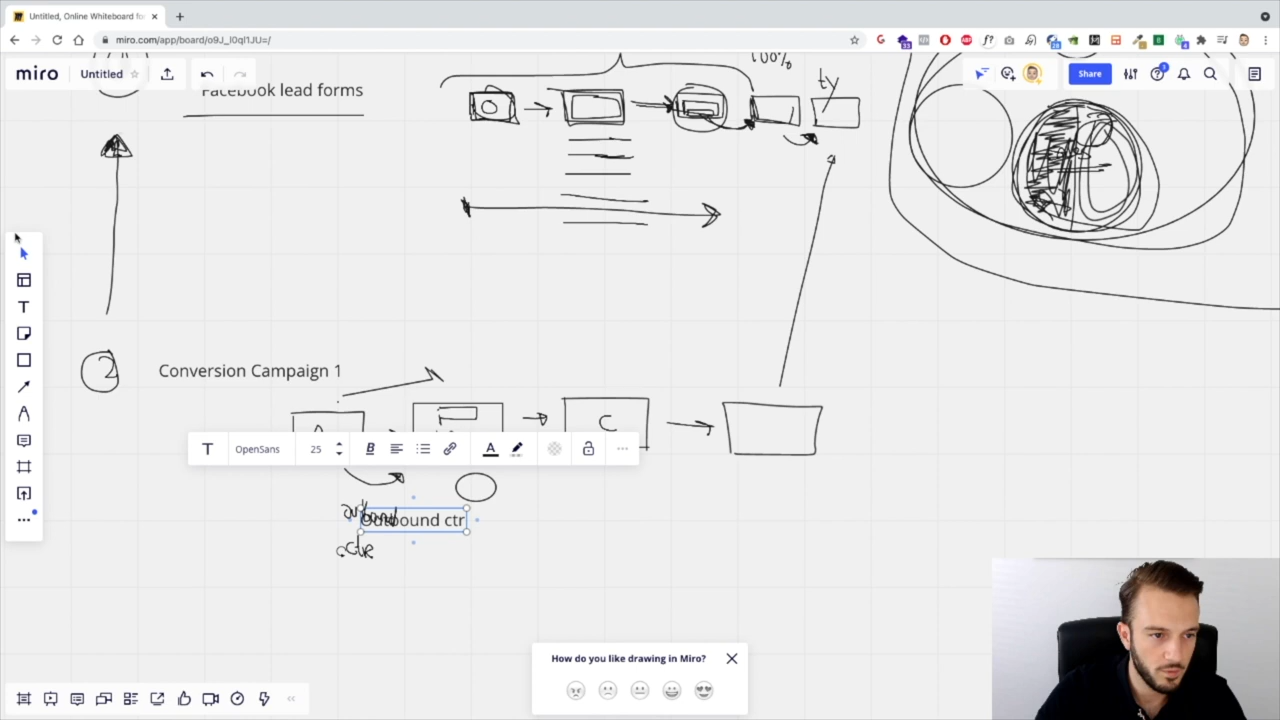 Untitled, Online Whiteboard fo
miro.com/app/board/o9J_l0ql1JU=/
miro
Untitled
Share
Facebook lead forms
100%
ty
2
Conversion Campaign 1
C
OpenSans
25
B
A
T
Outbound ctr
How do you like drawing in Miro?